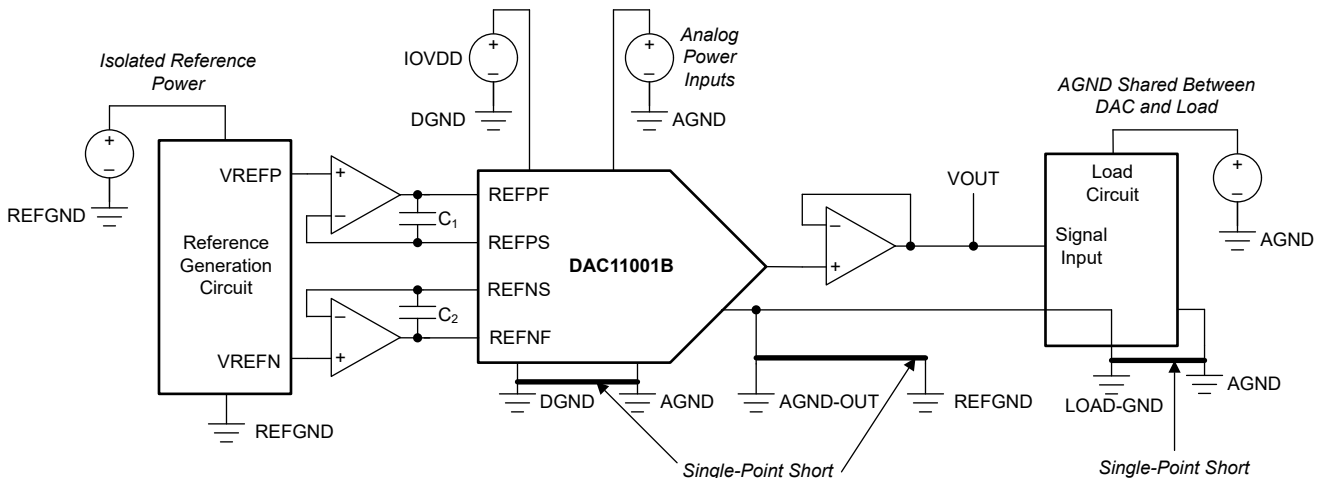 Isolated Reference
Power
IOVDD
DGND
Analog
Power
Inputs
AGND
AGND Shared Between
DAC and Load
REFGND
VREFP
Reference
Generation
Circuit
VREFN
REFGND
C1
C2
REFPF
REFPS
REFNS
REFNF
DAC11001B
DGND
AGND
AGND-OUT
REFGND
Single-Point Short
VOUT
Load
Circuit
Signal
Input
AGND
LOAD-GND
AGND
Single-Point Short